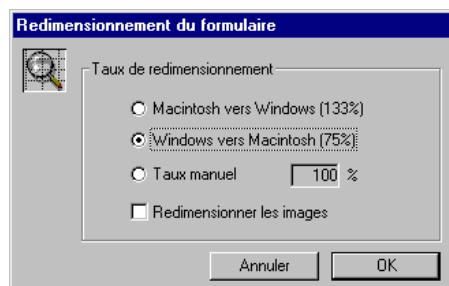 Redimensionnement du formulaire
Taux de redimensionnement
Macintosh vers Windows (133%)
Windows vers Macintosh (75%)
Taux manuel 100 %
Redimensionner les images
Annuler OK